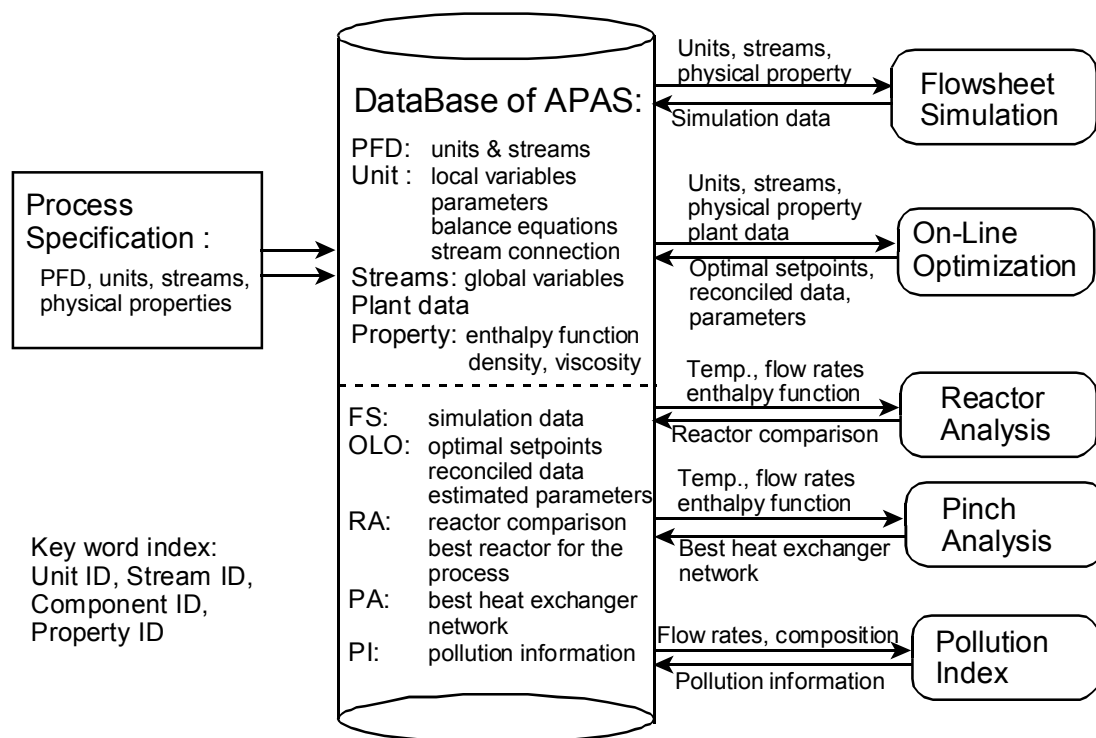 Process
Specification :
PFD, units, streams,
physical properties
Key word index:
Unit ID, Stream ID,
Component ID,
Property ID
DataBase of APAS:
PFD: units & streams
Unit : local variables
parameters
balance equations
stream connection
Streams: global variables
Plant data
Property: enthalpy function
density, viscosity
FS: simulation data
OLO: optimal setpoints
reconciled data
estimated parameters
RA: reactor comparison
best reactor for the
process
PA: best heat exchanger
network
PI: pollution information
Units, streams,
physical property
Simulation data
Flowsheet
Simulation
Units, streams,
physical property
plant data
Optimal setpoints,
reconciled data,
parameters
On-Line
Optimization
Temp., flow rates
enthalpy function
Reactor comparison
Reactor
Analysis
Temp., flow rates
enthalpy function
Best heat exchanger
network
Pinch
Analysis
Flow rates, composition
Pollution information
Pollution
Index